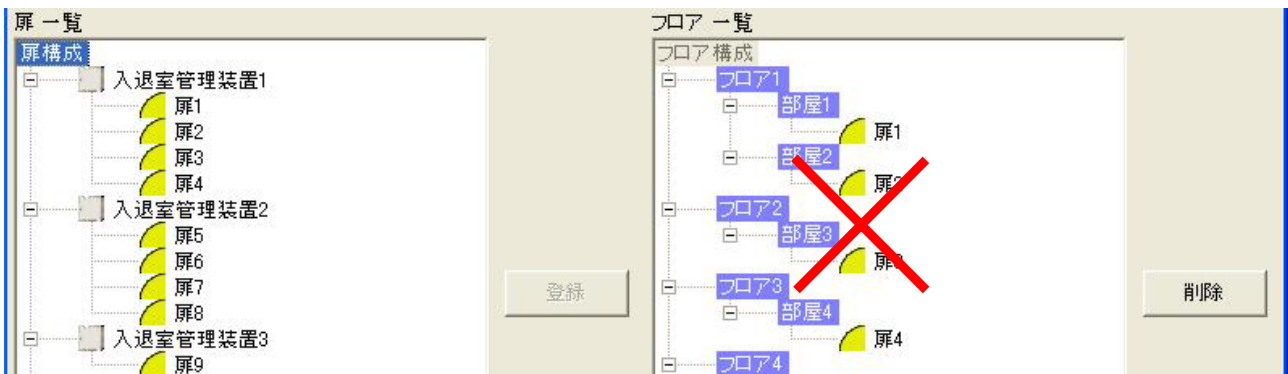 扉 一覧
扉構成
入退室管理装置1
扉1
扉2
扉3
扉4
入退室管理装置2
扉5
扉6
扉7
扉8
入退室管理装置3
扉9
登録
フロア 一覧
フロア構成
フロア1
部屋1
扉1
部屋2
扉2
フロア2
部屋3
扉
フロア3
部屋4
扉4
フロア4
削除